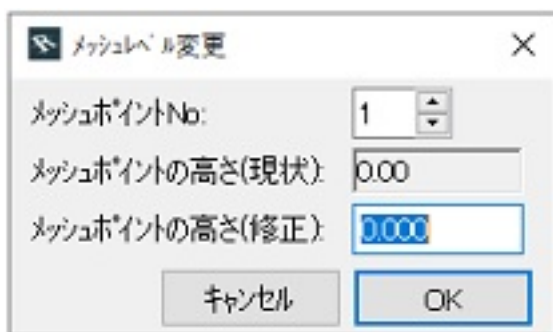 メッシュレベル変更
メッシュポイントNo: 1
メッシュポイントの高さ(現状): 0.00
メッシュポイントの高さ(修正): 0.000
キャンセル OK